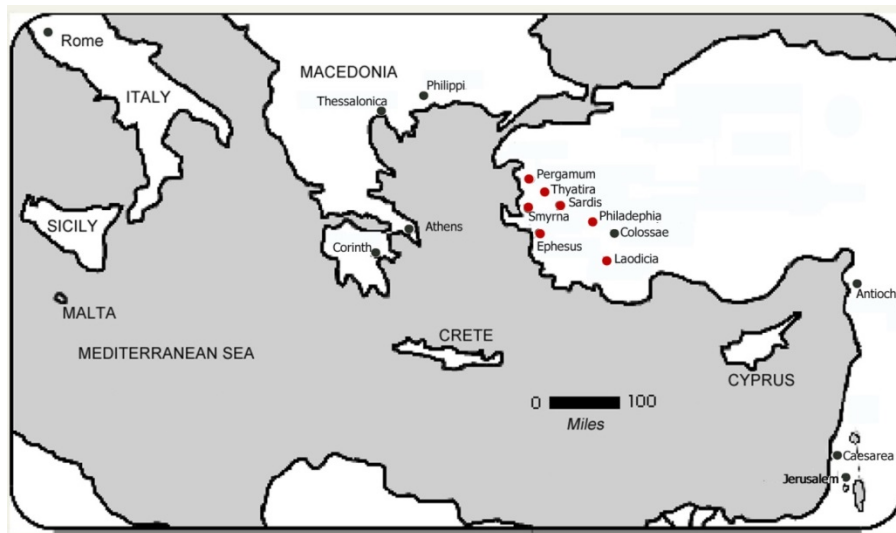 Rome
MACEDONIA
Philippi
ITALY
Thessalonica
Pergamum
Thyatira
Sardis
Smyrna
Philadephia
SICILY
Athens
Colossae
Corinth
Ephesus
Laodicia
Antioch
MALTA
CRETE
MEDITERRANEAN SEA
CYPRUS
0 100
Miles
Caesarea
Jerusalem